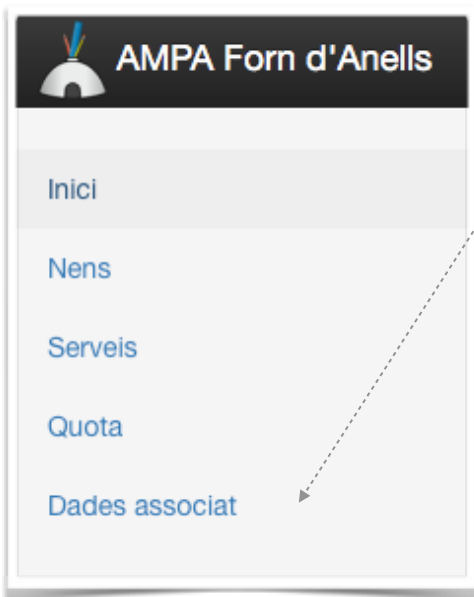 AMPA Forn d'Anells
Inici
Nens
Serveis
Quota
Dades associat